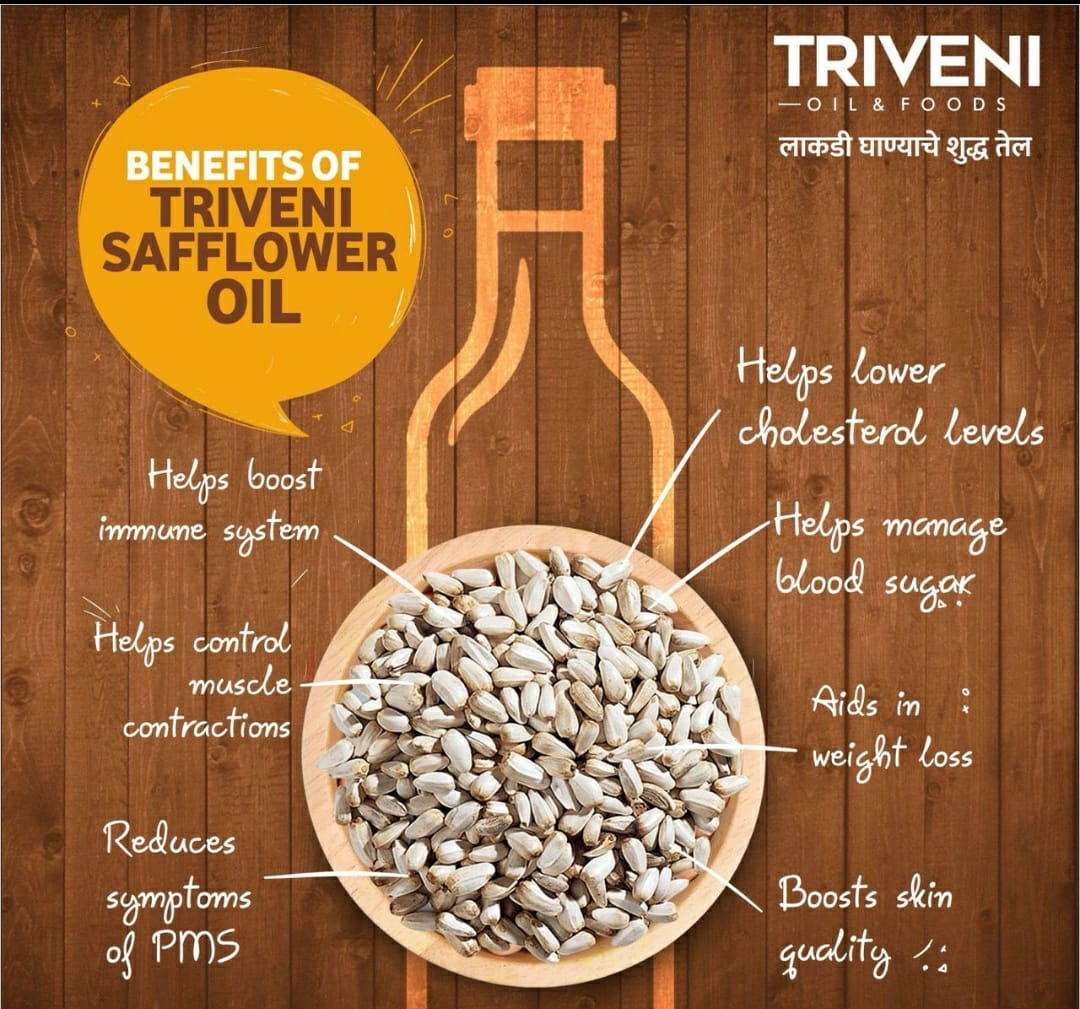 TRIVENI
OIL & FOODS
लाकडी घाण्याचे शुद्ध तेल
BENEFITS OF
TRIVENI
SAFFLOWER
OIL
Helps lower
cholesterol levels
Helps boost
immune system
Helps manage
blood sugar
Helps control
muscle
contractions
Aids in
weight loss
Reduces
symptoms
of PMS
Boosts skin
quality